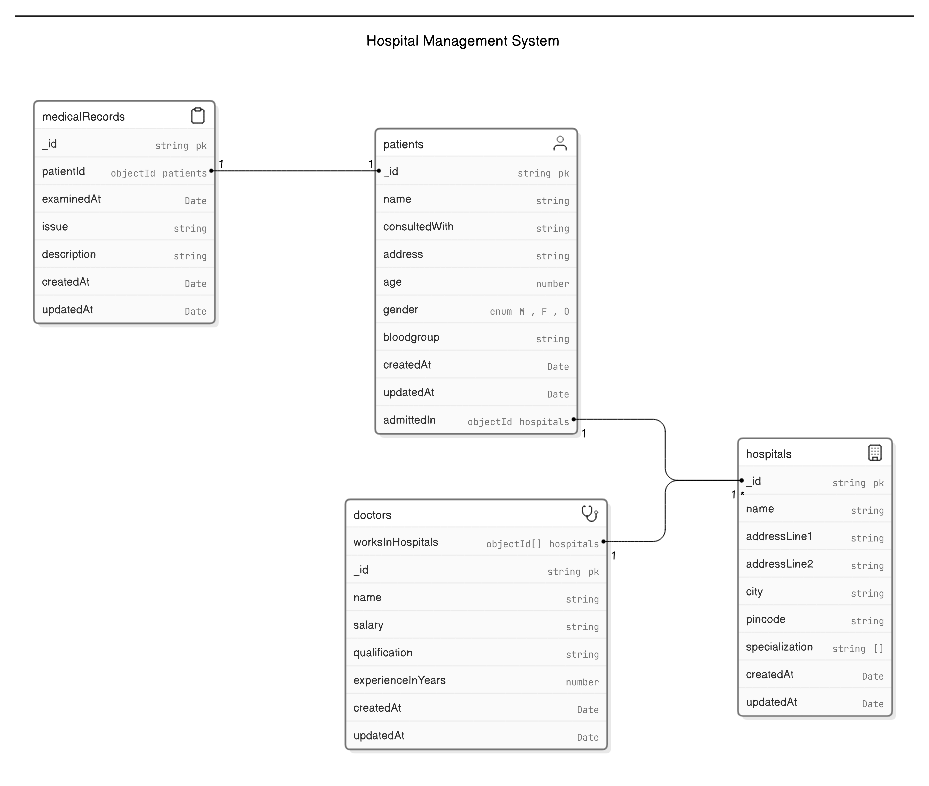 Hospital Management System
medicalRecords
_id string pk
patientId objectId patients
examinedAt Date
issue string
description string
createdAt Date
updatedAt Date
1
1
patients
_id string pk
name string
consultedWith string
address string
age number
gender enum M , F , O
bloodgroup string
createdAt Date
updatedAt Date
admittedIn objectId hospitals
1
hospitals
_id string pk
1 *
name string
addressLine1 string
addressLine2 string
city string
pincode string
specialization string []
createdAt Date
updatedAt Date
doctors
worksInHospitals objectId[] hospitals
1
_id string pk
name string
salary string
qualification string
experienceInYears number
createdAt Date
updatedAt Date